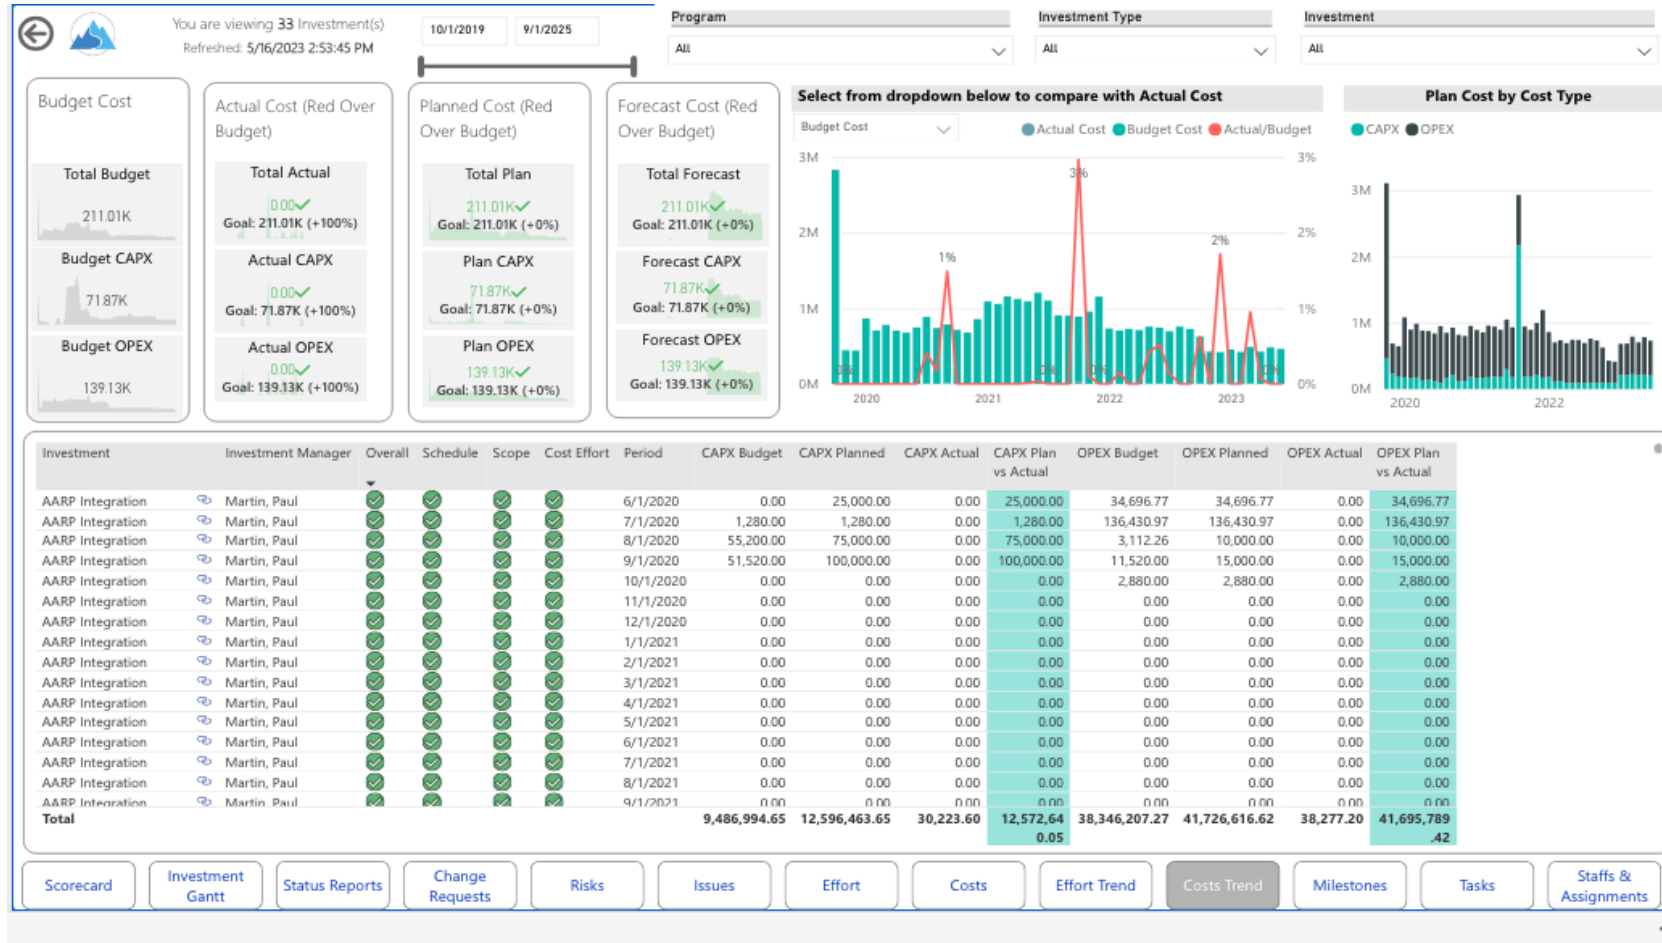 You are viewing 33 Investment(s)
Refreshed: 5/16/2023 2:53:45 PM
10/1/2019
9/1/2025
Program
All
Investment Type
All
Investment
All
Budget Cost
Total Budget
211.01K
Budget CAPX
71.87K
Budget OPEX
139.13K
Actual Cost (Red Over
Budget)
Total Actual
0.00
Goal: 211.01K (+100%)
Actual CAPX
0.00
Goal: 71.87K (+100%)
Actual OPEX
0.00
Goal: 139.13K (+100%)
Planned Cost (Red
Over Budget)
Total Plan
211.01K
Goal: 211.01K (+0%)
Plan CAPX
71.87K
Goal: 71.87K (+0%)
Plan OPEX
139.13K
Goal: 139.13K (+0%)
Forecast Cost (Red
Over Budget)
Total Forecast
211.01K
Goal: 211.01K (+0%)
Forecast CAPX
71.87K
Goal: 71.87K (+0%)
Forecast OPEX
139.13K
Goal: 139.13K (+0%)
Select from dropdown below to compare with Actual Cost
Budget Cost
Actual Cost Budget Cost Actual/Budget
3M 3% 3%
2M 2% 2%
1%
1M 1%
0M 0% 0% 0% 0% 0%
2020 2021 2022 2023
Plan Cost by Cost Type
CAPX OPEX
3M
2M
1M
0M
2020 2022
Investment Investment Manager Overall Schedule Scope Cost Effort Period CAPX Budget CAPX Planned CAPX Actual CAPX Plan OPEX Budget OPEX Planned OPEX Actual OPEX Plan
vs Actual vs Actual
AARP Integration Martin, Paul 6/1/2020 0.00 25,000.00 0.00 25,000.00 34,696.77 34,696.77 0.00 34,696.77
AARP Integration Martin, Paul 7/1/2020 1,280.00 1,280.00 0.00 1,280.00 136,430.97 136,430.97 0.00 136,430.97
AARP Integration Martin, Paul 8/1/2020 55,200.00 75,000.00 0.00 75,000.00 3,112.26 10,000.00 0.00 10,000.00
AARP Integration Martin, Paul 9/1/2020 51,520.00 100,000.00 0.00 100,000.00 11,520.00 15,000.00 0.00 15,000.00
AARP Integration Martin, Paul 10/1/2020 0.00 0.00 0.00 0.00 2,880.00 2,880.00 0.00 2,880.00
AARP Integration Martin, Paul 11/1/2020 0.00 0.00 0.00 0.00 0.00 0.00 0.00 0.00
AARP Integration Martin, Paul 12/1/2020 0.00 0.00 0.00 0.00 0.00 0.00 0.00 0.00
AARP Integration Martin, Paul 1/1/2021 0.00 0.00 0.00 0.00 0.00 0.00 0.00 0.00
AARP Integration Martin, Paul 2/1/2021 0.00 0.00 0.00 0.00 0.00 0.00 0.00 0.00
AARP Integration Martin, Paul 3/1/2021 0.00 0.00 0.00 0.00 0.00 0.00 0.00 0.00
AARP Integration Martin, Paul 4/1/2021 0.00 0.00 0.00 0.00 0.00 0.00 0.00 0.00
AARP Integration Martin, Paul 5/1/2021 0.00 0.00 0.00 0.00 0.00 0.00 0.00 0.00
AARP Integration Martin, Paul 6/1/2021 0.00 0.00 0.00 0.00 0.00 0.00 0.00 0.00
AARP Integration Martin, Paul 7/1/2021 0.00 0.00 0.00 0.00 0.00 0.00 0.00 0.00
AARP Integration Martin, Paul 8/1/2021 0.00 0.00 0.00 0.00 0.00 0.00 0.00 0.00
AARP Integration Martin, Paul 9/1/2021 0.00 0.00 0.00 0.00 0.00 0.00 0.00 0.00
Total 9,486,994.65 12,596,463.65 30,223.60 12,572,64 38,346,207.27 41,726,616.62 38,277.20 41,695,789
0.05 .42
Scorecard
Investment
Gantt
Status Reports
Change
Requests
Risks
Issues
Effort
Costs
Effort Trend
Costs Trend
Milestones
Tasks
Staffs &
Assignments